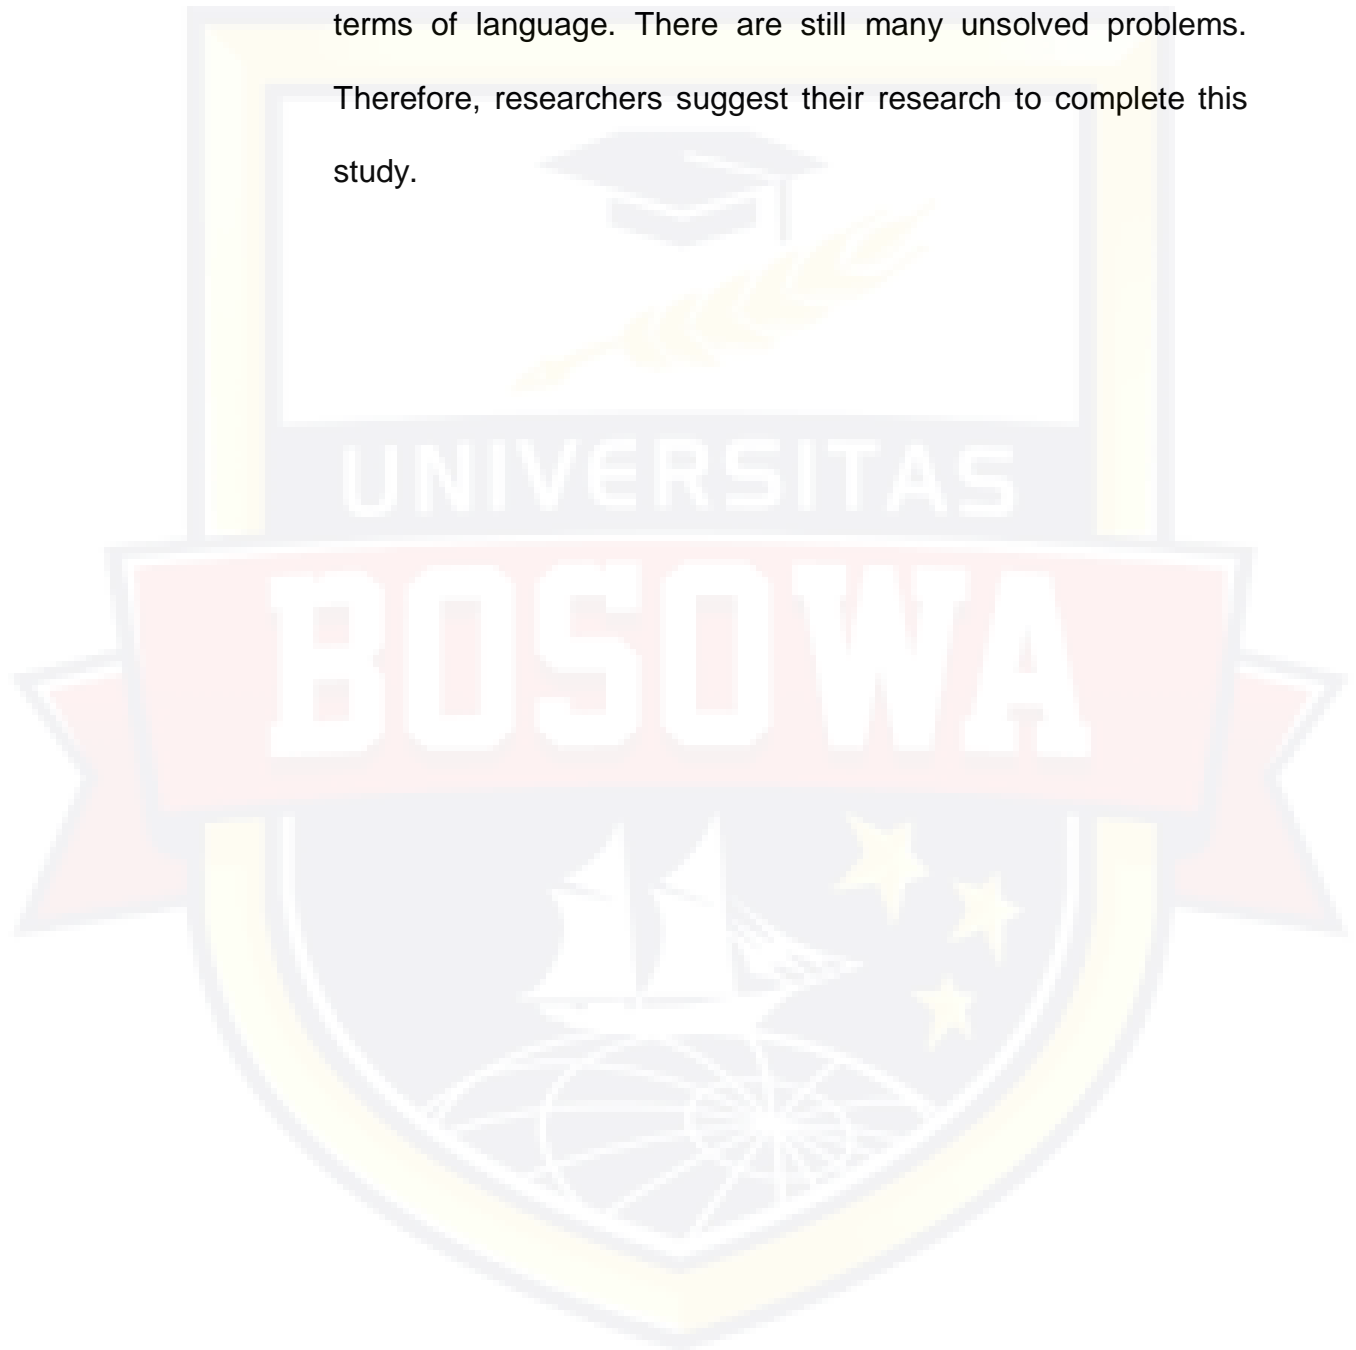 terms of language. There are still many unsolved problems.
Therefore, researchers suggest their research to complete this
study.
UNIVERSITAS
BOSOWA